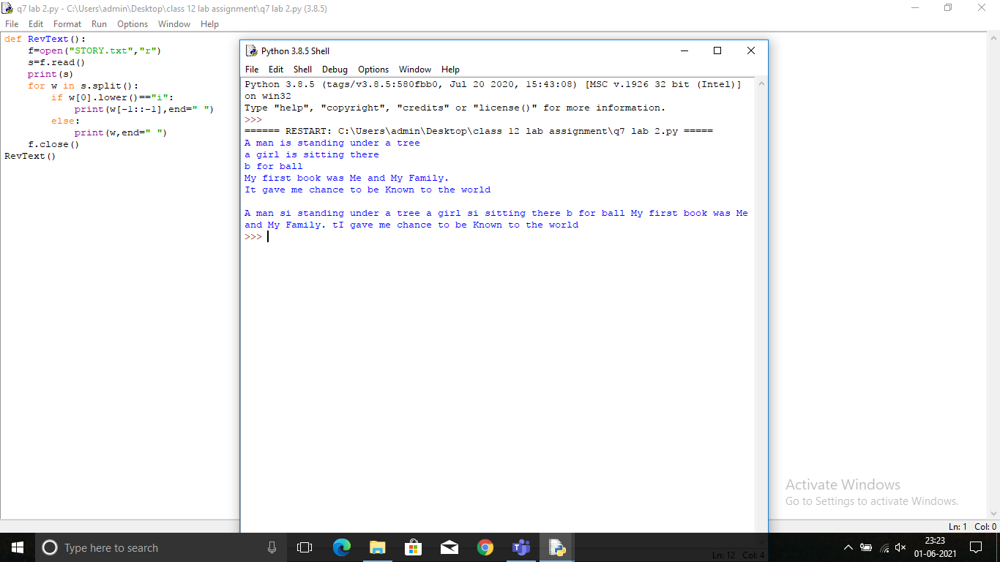 q7 lab 2.py - C:\Users\admin\Desktop\class 12 lab assignment\q7 lab 2.py (3.8.5)
File Edit Format Run Options Window Help
def RevText():
    f=open("STORY.txt","r")
    s=f.read()
    print(s)
    for w in s.split():
        if w[0].lower()=="i":
            print(w[-1::-1],end=" ")
        else:
            print(w,end=" ")
    f.close()
RevText()
Python 3.8.5 Shell
File Edit Shell Debug Options Window Help
Python 3.8.5 (tags/v3.8.5:580fbb0, Jul 20 2020, 15:43:08) [MSC v.1926 32 bit (Intel)]
on win32
Type "help", "copyright", "credits" or "license()" for more information.
>>>
====== RESTART: C:\Users\admin\Desktop\class 12 lab assignment\q7 lab 2.py =====
A man is standing under a tree
a girl is sitting there
b for ball
My first book was Me and My Family.
It gave me chance to be Known to the world

A man si standing under a tree a girl si sitting there b for ball My first book was Me
and My Family. tI gave me chance to be Known to the world
>>>
Activate Windows
Go to Settings to activate Windows.
Ln: 1 Col: 0
Ln: 12 Col: 4
Type here to search
23:23
01-06-2021